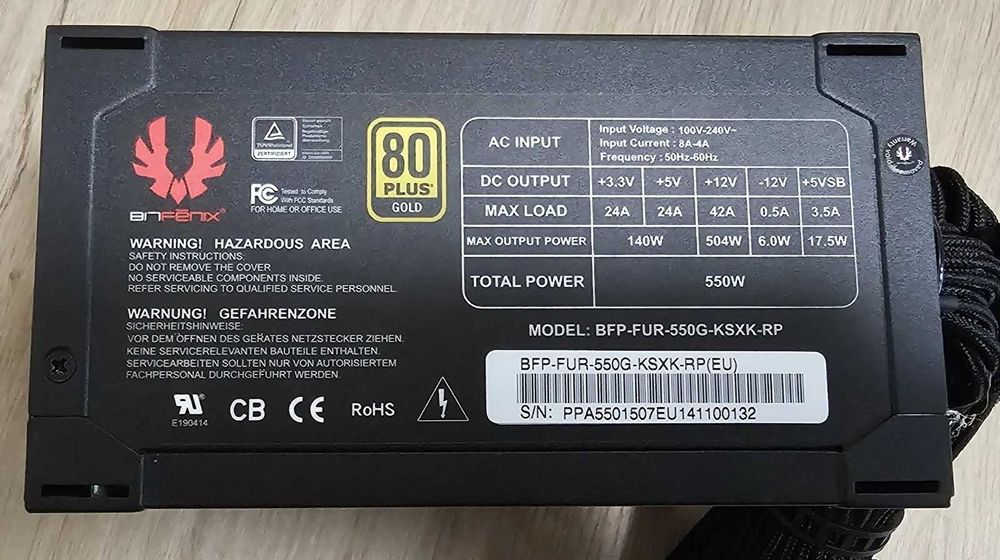 BITFENIX®
TÜVRheinland
ZERTIFIZIERT
FC Tested to Comply
With FCC Standards
FOR HOME OR OFFICE USE
80
PLUS®
GOLD
WARNING! HAZARDOUS AREA
SAFETY INSTRUCTIONS:
DO NOT REMOVE THE COVER
NO SERVICEABLE COMPONENTS INSIDE.
REFER SERVICING TO QUALIFIED SERVICE PERSONNEL.
WARNUNG! GEFAHRENZONE
SICHERHEITSHINWEISE:
VOR DEM ÖFFNEN DES GERÄTES NETZSTECKER ZIEHEN.
KEINE SERVICERELEVANTEN BAUTEILE ENTHALTEN.
SERVICEARBEITEN SOLLTEN NUR VON AUTORISIERTEM
FACHPERSONAL DURCHGEFÜHRT WERDEN.
E190414
CB CE RoHS
AC INPUT
Input Voltage : 100V-240V~
Input Current : 8A-4A
Frequency : 50Hz-60Hz
DC OUTPUT +3.3V +5V +12V -12V +5VSB
MAX LOAD 24A 24A 42A 0.5A 3.5A
MAX OUTPUT POWER 140W 504W 6.0W 17.5W
TOTAL POWER 550W
MODEL: BFP-FUR-550G-KSXK-RP
BFP-FUR-550G-KSXK-RP(EU)
S/N: PPA5501507EU141100132